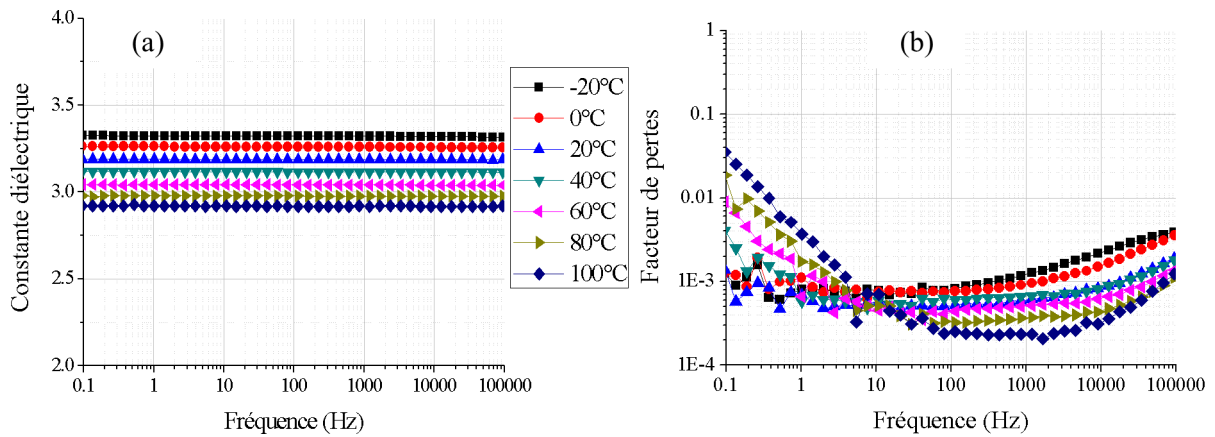 (a)
4.0
3.5
3.0
2.5
2.0
Constante diélectrique
0.1 1 10 100 1000 10000 100000
Fréquence (Hz)
-20°C
0°C
20°C
40°C
60°C
80°C
100°C
(b)
1
0.1
0.01
1E-3
1E-4
Facteur de pertes
0.1 1 10 100 1000 10000 100000
Fréquence (Hz)